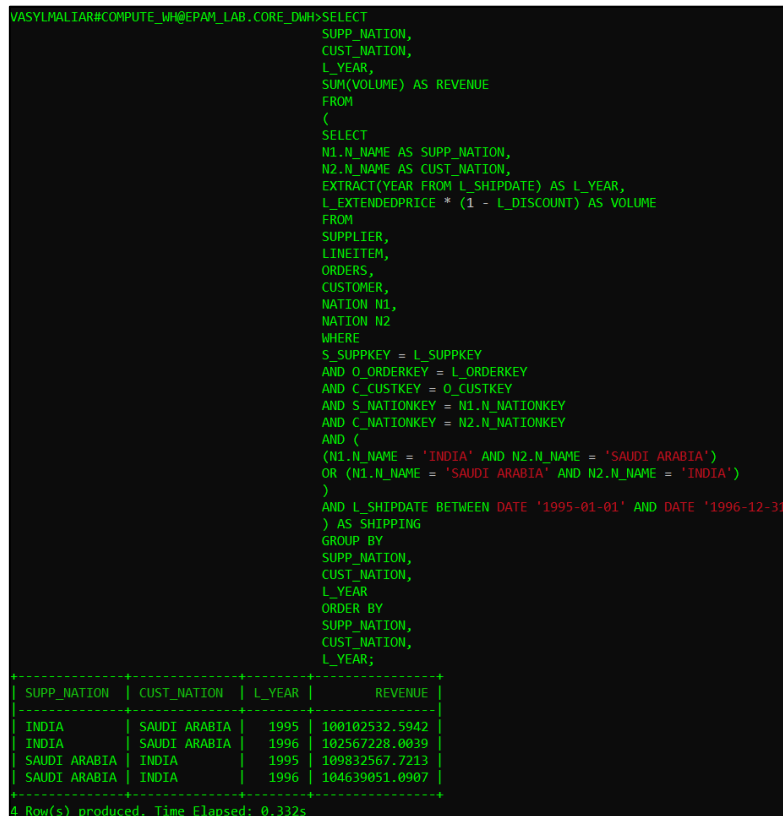 VASYLMALIAR#COMPUTE_WH@EPAM_LAB.CORE_DWH>SELECT
SUPP_NATION,
CUST_NATION,
L_YEAR,
SUM(VOLUME) AS REVENUE
FROM
(
SELECT
N1.N_NAME AS SUPP_NATION,
N2.N_NAME AS CUST_NATION,
EXTRACT(YEAR FROM L_SHIPDATE) AS L_YEAR,
L_EXTENDEDPRICE * (1 - L_DISCOUNT) AS VOLUME
FROM
SUPPLIER,
LINEITEM,
ORDERS,
CUSTOMER,
NATION N1,
NATION N2
WHERE
S_SUPPKEY = L_SUPPKEY
AND O_ORDERKEY = L_ORDERKEY
AND C_CUSTKEY = O_CUSTKEY
AND S_NATIONKEY = N1.N_NATIONKEY
AND C_NATIONKEY = N2.N_NATIONKEY
AND (
(N1.N_NAME = 'INDIA' AND N2.N_NAME = 'SAUDI ARABIA')
OR (N1.N_NAME = 'SAUDI ARABIA' AND N2.N_NAME = 'INDIA')
)
AND L_SHIPDATE BETWEEN DATE '1995-01-01' AND DATE '1996-12-31
) AS SHIPPING
GROUP BY
SUPP_NATION,
CUST_NATION,
L_YEAR
ORDER BY
SUPP_NATION,
CUST_NATION,
L_YEAR;
+--------------+--------------+--------+----------------+
| SUPP_NATION  | CUST_NATION  | L_YEAR |        REVENUE |
|--------------+--------------+--------+----------------|
| INDIA        | SAUDI ARABIA |   1995 | 100102532.5942 |
| INDIA        | SAUDI ARABIA |   1996 | 102567228.0039 |
| SAUDI ARABIA | INDIA        |   1995 | 109832567.7213 |
| SAUDI ARABIA | INDIA        |   1996 | 104639051.0907 |
+--------------+--------------+--------+----------------+
4 Row(s) produced. Time Elapsed: 0.332s